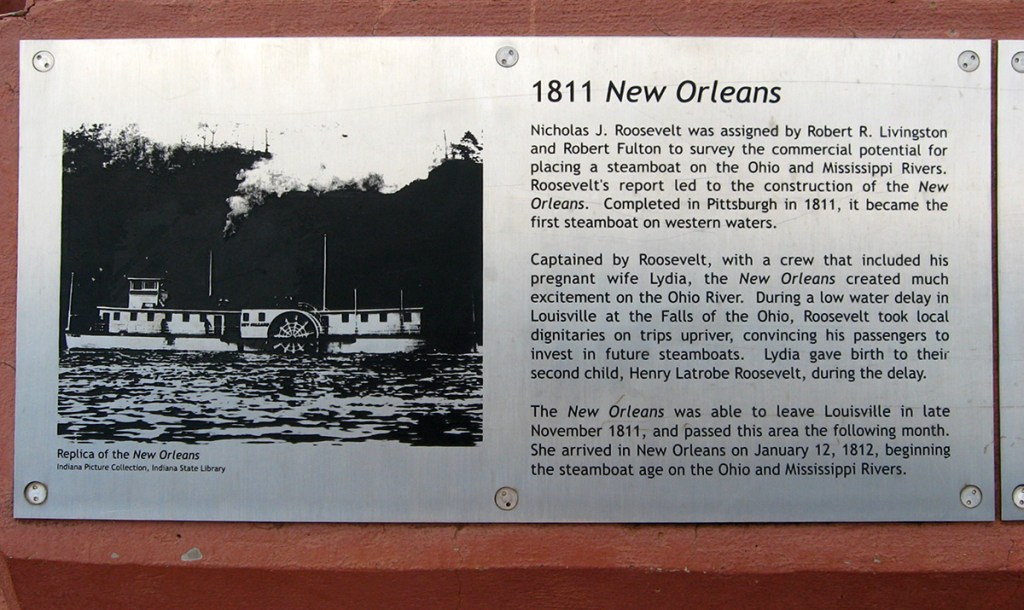 1811 New Orleans
Nicholas J. Roosevelt was assigned by Robert R. Livingston
and Robert Fulton to survey the commercial potential for
placing a steamboat on the Ohio and Mississippi Rivers.
Roosevelt's report led to the construction of the New
Orleans. Completed in Pittsburgh in 1811, it became the
first steamboat on western waters.
Captained by Roosevelt, with a crew that included his
pregnant wife Lydia, the New Orleans created much
excitement on the Ohio River. During a low water delay in
Louisville at the Falls of the Ohio, Roosevelt took local
dignitaries on trips upriver, convincing his passengers to
invest in future steamboats. Lydia gave birth to their
second child, Henry Latrobe Roosevelt, during the delay.
The New Orleans was able to leave Louisville in late
November 1811, and passed this area the following month.
She arrived in New Orleans on January 12, 1812, beginning
the steamboat age on the Ohio and Mississippi Rivers.
Replica of the New Orleans
Indiana Picture Collection, Indiana State Library